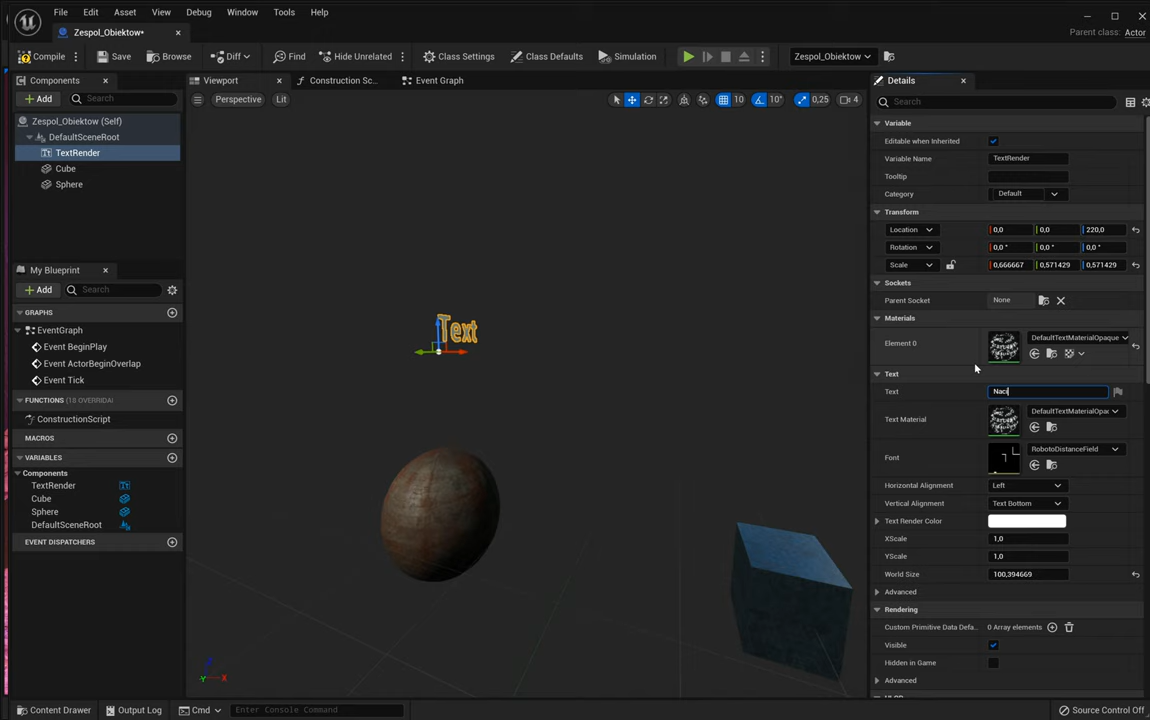 File Edit Asset View Debug Window Tools Help
Zespol_Obiektow*
Parent class: Actor
Compile Save Browse Diff Find Hide Unrelated Class Settings Class Defaults Simulation Zespol_Obiektow
Components
Add Search
Zespol_Obiektow (Self)
DefaultSceneRoot
TextRender
Cube
Sphere
My Blueprint
Add Search
GRAPHS
EventGraph
Event BeginPlay
Event ActorBeginOverlap
Event Tick
FUNCTIONS (18 OVERRIDA
ConstructionScript
MACROS
VARIABLES
Components
TextRender
Cube
Sphere
DefaultSceneRoot
EVENT DISPATCHERS
Viewport Construction Sc... Event Graph
Perspective Lit 10 10° 0,25 4
Text
Z
Y X
Details
Search
Variable
Editable when Inherited
Variable Name TextRender
Tooltip
Category Default
Transform
Location 0,0 0,0 220,0
Rotation 0,0 ° 0,0 ° 0,0 °
Scale 0,666667 0,571429 0,571429
Sockets
Parent Socket None
Materials
Element 0 DefaultTextMaterialOpaque
Text
Text Naci
Text Material DefaultTextMaterialOpac
Font RobotoDistanceField
Horizontal Alignment Left
Vertical Alignment Text Bottom
Text Render Color
XScale 1,0
YScale 1,0
World Size 100,394669
Advanced
Rendering
Custom Primitive Data Defa... 0 Array elements
Visible
Hidden in Game
Advanced
Content Drawer Output Log Cmd Enter Console Command Source Control Off